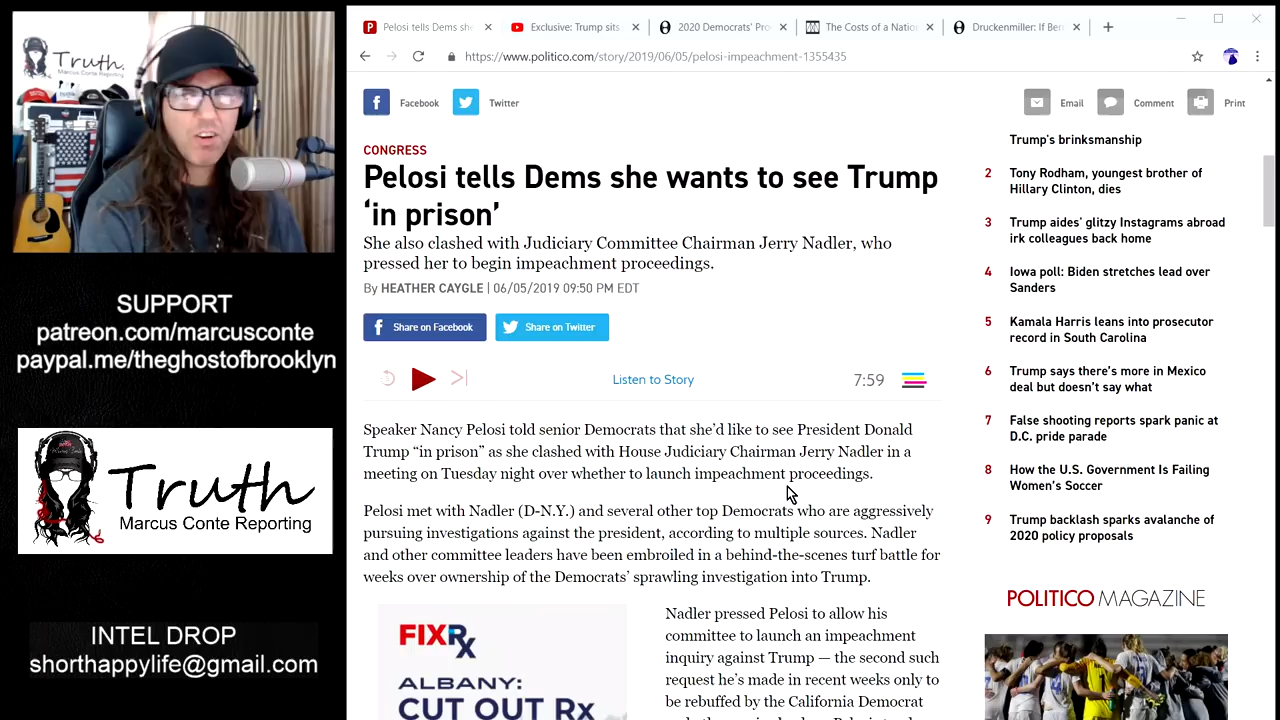 Truth.
Marcus Conte Reporting
SUPPORT
patreon.com/marcusconte
paypal.me/theghostofbrooklyn
Truth
Marcus Conte Reporting
INTEL DROP
shorthappylife@gmail.com
Pelosi tells Dems she
Exclusive: Trump sits
2020 Democrats' Pro
The Costs of a Nation
Druckenmiller: If Ber
https://www.politico.com/story/2019/06/05/pelosi-impeachment-1355435
Facebook
Twitter
Email
Comment
Print
CONGRESS
Pelosi tells Dems she wants to see Trump
‘in prison’
She also clashed with Judiciary Committee Chairman Jerry Nadler, who
pressed her to begin impeachment proceedings.
By HEATHER CAYGLE | 06/05/2019 09:50 PM EDT
Share on Facebook
Share on Twitter
Listen to Story
7:59
Speaker Nancy Pelosi told senior Democrats that she’d like to see President Donald
Trump “in prison” as she clashed with House Judiciary Chairman Jerry Nadler in a
meeting on Tuesday night over whether to launch impeachment proceedings.
Pelosi met with Nadler (D-N.Y.) and several other top Democrats who are aggressively
pursuing investigations against the president, according to multiple sources. Nadler
and other committee leaders have been embroiled in a behind-the-scenes turf battle for
weeks over ownership of the Democrats’ sprawling investigation into Trump.
FIXRx
ALBANY:
CUT OUT Rx
Nadler pressed Pelosi to allow his
committee to launch an impeachment
inquiry against Trump — the second such
request he’s made in recent weeks only to
be rebuffed by the California Democrat
Trump's brinksmanship
2 Tony Rodham, youngest brother of
Hillary Clinton, dies
3 Trump aides' glitzy Instagrams abroad
irk colleagues back home
4 Iowa poll: Biden stretches lead over
Sanders
5 Kamala Harris leans into prosecutor
record in South Carolina
6 Trump says there’s more in Mexico
deal but doesn’t say what
7 False shooting reports spark panic at
D.C. pride parade
8 How the U.S. Government Is Failing
Women’s Soccer
9 Trump backlash sparks avalanche of
2020 policy proposals
POLITICO MAGAZINE